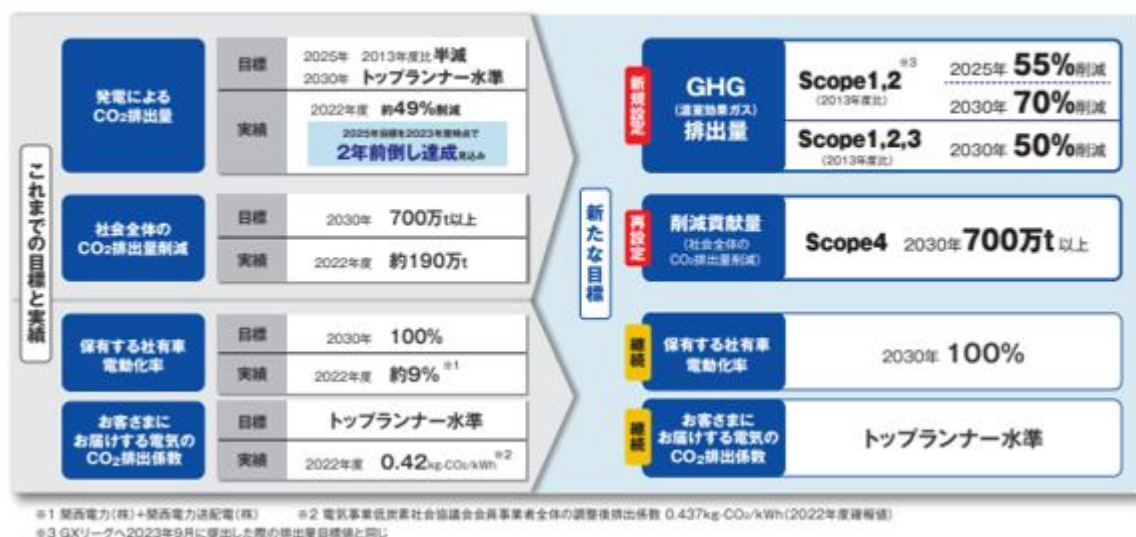 これまでの目標と実績
発電による
CO₂排出量
目標
2025年 2013年度比半減
2030年 トップランナー水準
実績
2022年度 約49%削減
2025年目標を2023年度時点で
2年前倒し達成見込み
社会全体の
CO₂排出量削減
目標
2030年 700万t以上
実績
2022年度 約190万t
保有する社有車
電動化率
目標
2030年 100%
実績
2022年度 約9% ※1
お客さまに
お届けする電気の
CO₂排出係数
目標
トップランナー水準
実績
2022年度 0.42kg-CO₂/kWh※2
新たな目標
新規設定
GHG
(温室効果ガス)
排出量
Scope1,2 ※3
(2013年度比)
2025年 55%削減
2030年 70%削減
Scope1,2,3
(2013年度比)
2030年 50%削減
再設定
削減貢献量
(社会全体の
CO₂排出量削減)
Scope4 2030年700万t以上
継続
保有する社有車
電動化率
2030年 100%
継続
お客さまに
お届けする電気の
CO₂排出係数
トップランナー水準
※1 関西電力(株)+関西電力送配電(株) ※2 電気事業低炭素社会協議会会員事業者全体の調整後排出係数 0.437kg-CO₂/kWh(2022年度確報値)
※3 GXリーグへ2023年9月に提出した際の排出量目標値と同じ